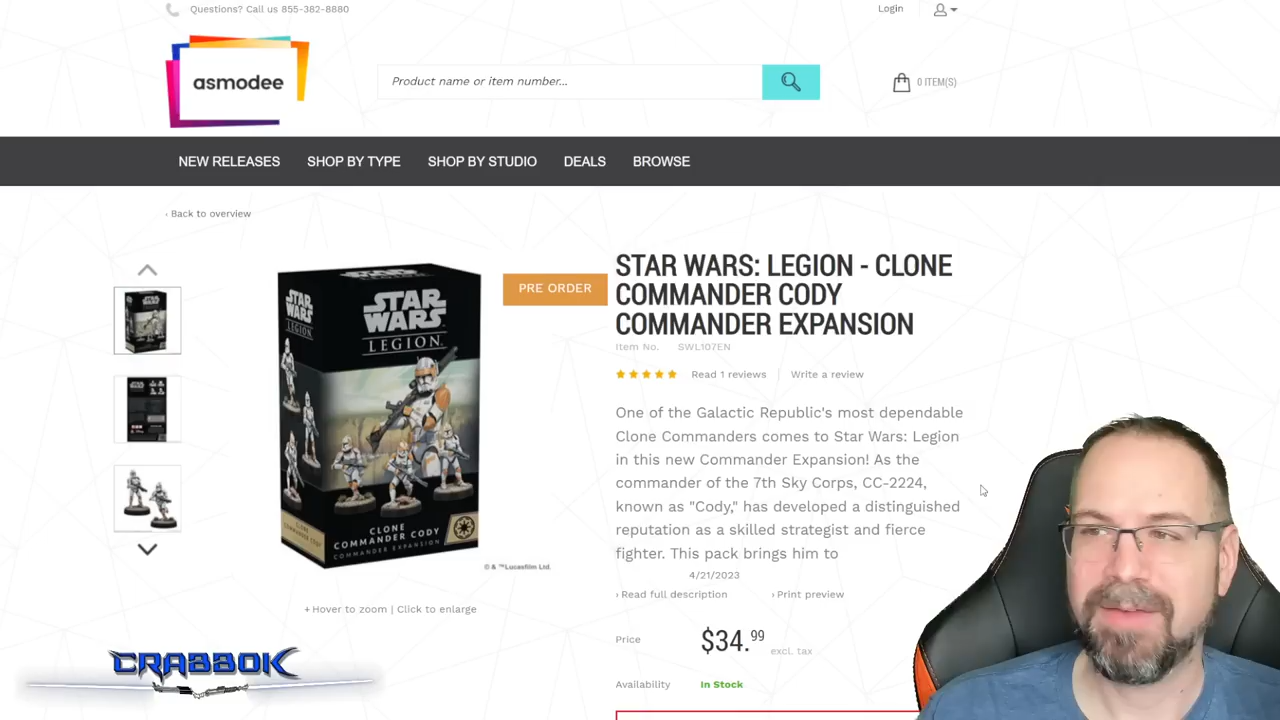 Questions? Call us 855-382-8880
Login
asmodee
Product name or item number...
0 ITEM(S)
NEW RELEASES SHOP BY TYPE SHOP BY STUDIO DEALS BROWSE
‹ Back to overview
PRE ORDER
STAR WARS: LEGION - CLONE
COMMANDER CODY
COMMANDER EXPANSION
Item No. SWL107EN
Read 1 reviews Write a review
One of the Galactic Republic's most dependable
Clone Commanders comes to Star Wars: Legion
in this new Commander Expansion! As the
commander of the 7th Sky Corps, CC-2224,
known as "Cody," has developed a distinguished
reputation as a skilled strategist and fierce
fighter. This pack brings him to
4/21/2023
› Read full description › Print preview
Price $34.99 excl. tax
Availability In Stock
STAR WARS
LEGION
STAR
WARS
LEGION
CLONE
COMMANDER CODY
COMMANDER EXPANSION
© & ™Lucasfilm Ltd.
+ Hover to zoom | Click to enlarge
CRABBOK